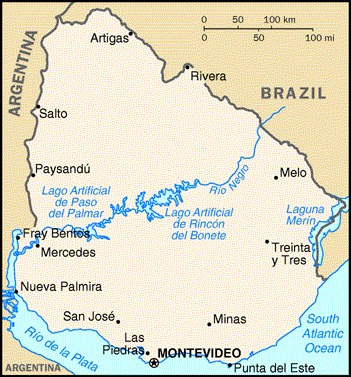 0 50 100 km
0 50 100 mi
ARGENTINA
Artigas
Rivera
BRAZIL
Salto
Paysandú
Melo
Río Negro
Lago Artificial
de Paso
del Palmar
Lago Artificial
de Rincón
del Bonete
Laguna
Merín
Fray Bentos
Mercedes
Treinta
y Tres
Nueva Palmira
San José
Minas
Las
Piedras
MONTEVIDEO
Punta del Este
Río de la Plata
South
Atlantic
Ocean
ARGENTINA